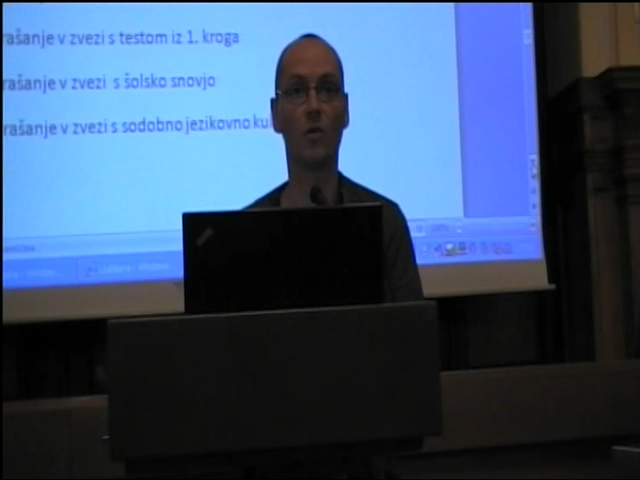 rašanje v zvezi s testom iz 1. kroga
rašanje v zvezi s šolsko snovjo
rašanje v zvezi s sodobno jezikovno ku